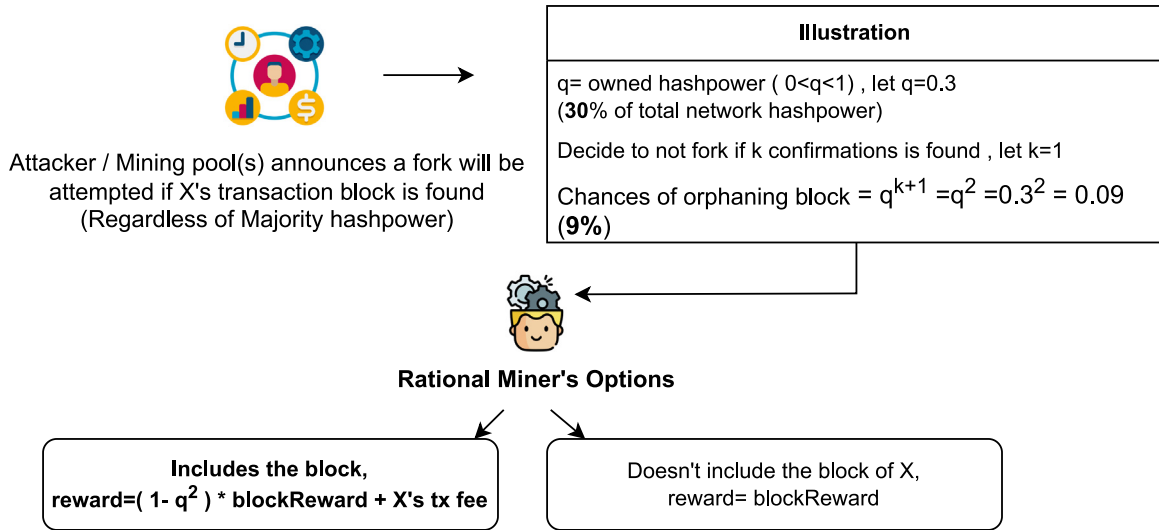 Illustration
q= owned hashpower ( 0<q<1) , let q=0.3
(30% of total network hashpower)
Decide to not fork if k confirmations is found , let k=1
Chances of orphaning block = q^{k+1} =q^2 =0.3^2 = 0.09
(9%)
Attacker / Mining pool(s) announces a fork will be
attempted if X's transaction block is found
(Regardless of Majority hashpower)
Rational Miner's Options
Includes the block,
reward=( 1- q^2 ) * blockReward + X's tx fee
Doesn't include the block of X,
reward= blockReward